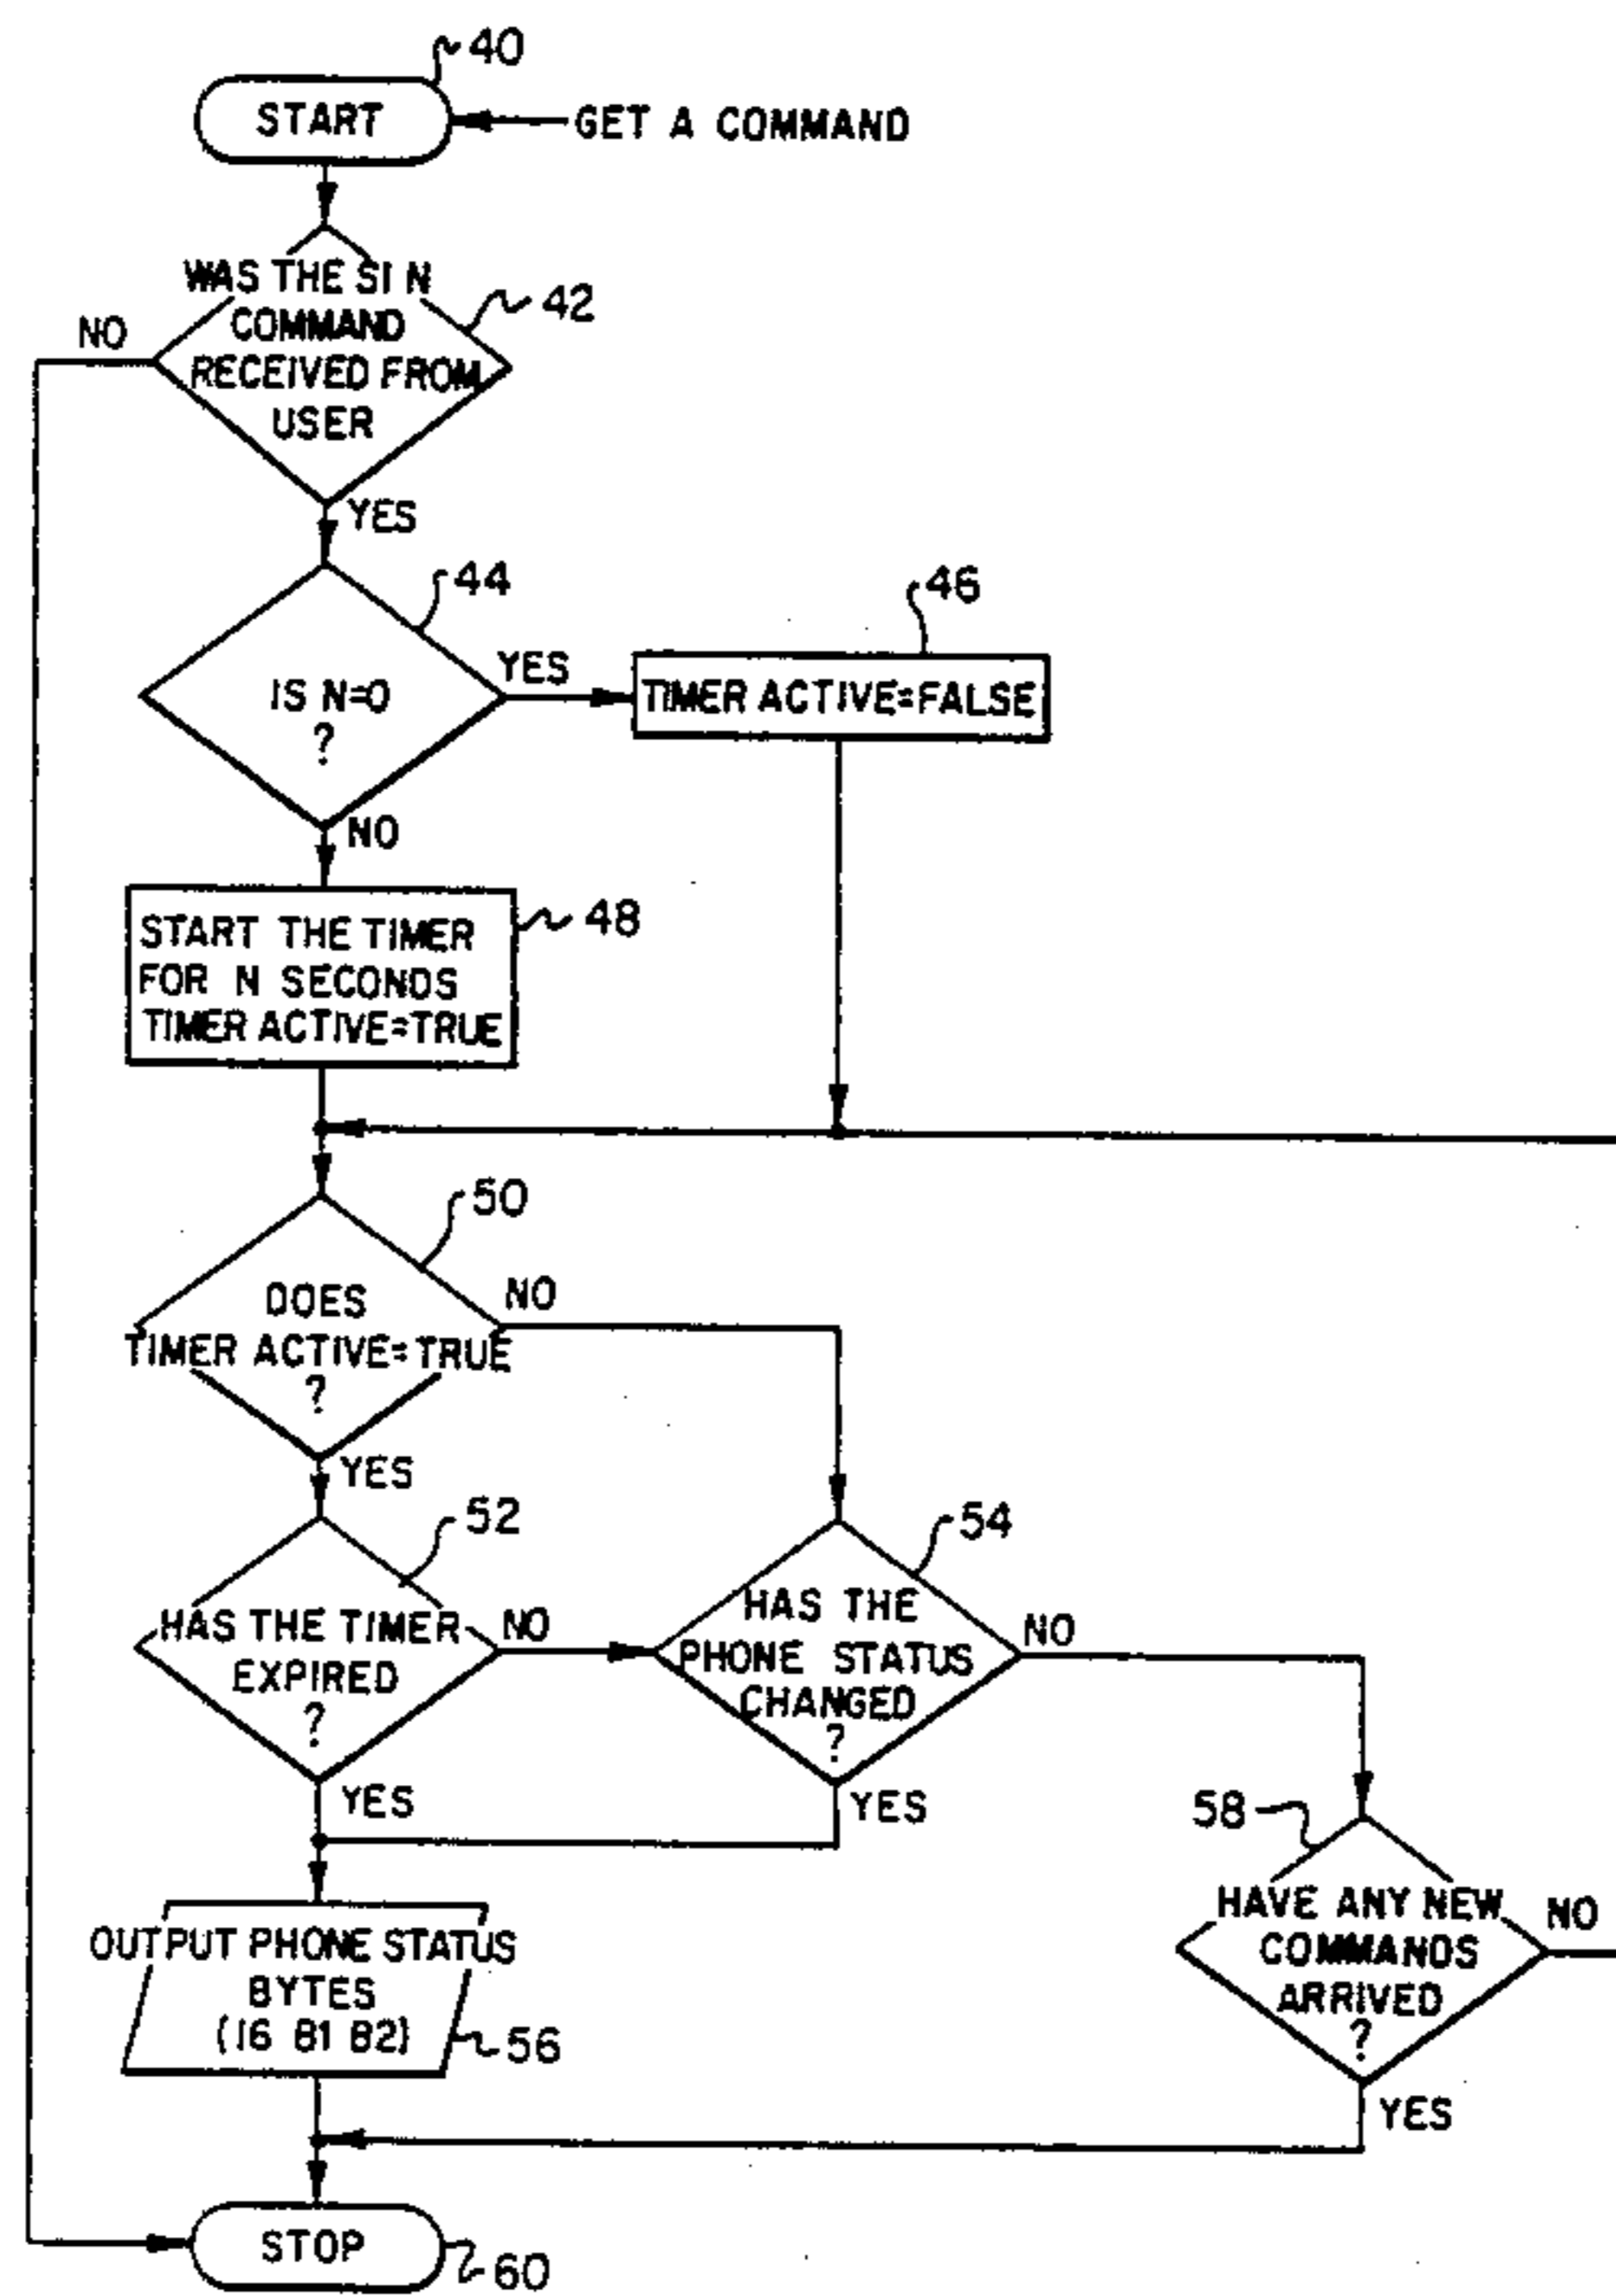 40
START
GET A COMMAND
WAS THE SI N
COMMAND
RECEIVED FROM
USER
42
NO
YES
44
IS N=0
?
YES
46
TIMER ACTIVE=FALSE
NO
START THE TIMER
FOR N SECONDS
TIMER ACTIVE=TRUE
48
50
DOES
TIMER ACTIVE=TRUE
?
NO
YES
52
HAS THE TIMER
EXPIRED
?
NO
54
HAS THE
PHONE STATUS
CHANGED
?
NO
YES
YES
58
HAVE ANY NEW
COMMANDS
ARRIVED
?
NO
YES
OUTPUT PHONE STATUS
BYTES
(16 81 82)
56
STOP
60